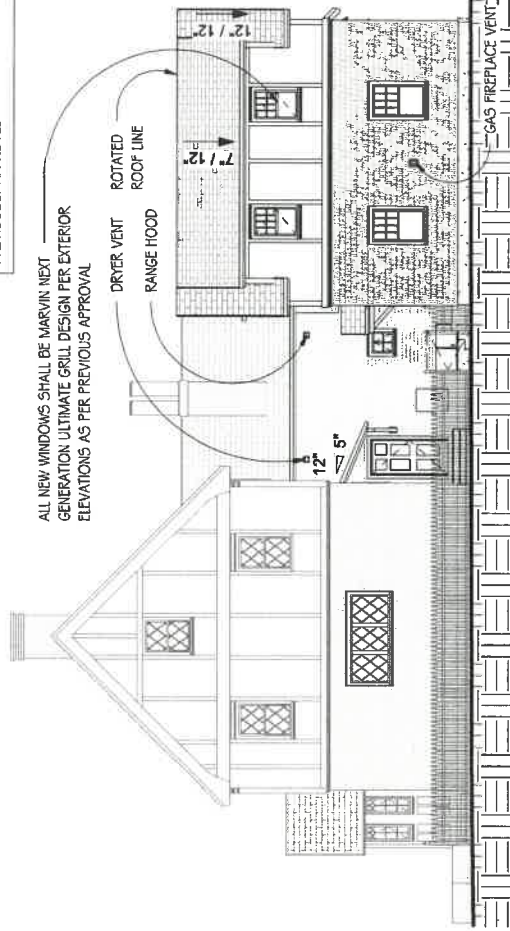 ALL NEW WINDOWS SHALL BE MARVIN NEXT
GENERATION ULTIMATE GRILL DESIGN PER EXTERIOR
ELEVATIONS AS PER PREVIOUS APPROVAL
DRYER VENT
RANGE HOOD
ROTATED
ROOF LINE
12" / 12"
7" / 12"
12"
5"
GAS FIREPLACE VENT